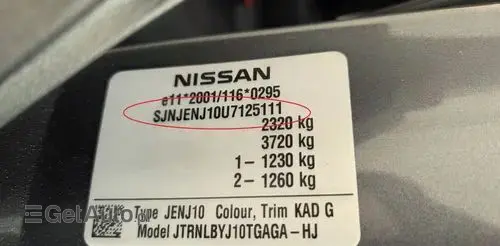 NISSAN
e11*2001/116*0295
SJNJENJ10U7125111
2320 kg
3720 kg
1- 1230 kg
2- 1260 kg
Type JENJ10 Colour, Trim KAD G
Model JTRNLBYJ10TGAGA-HJ
GetAuto